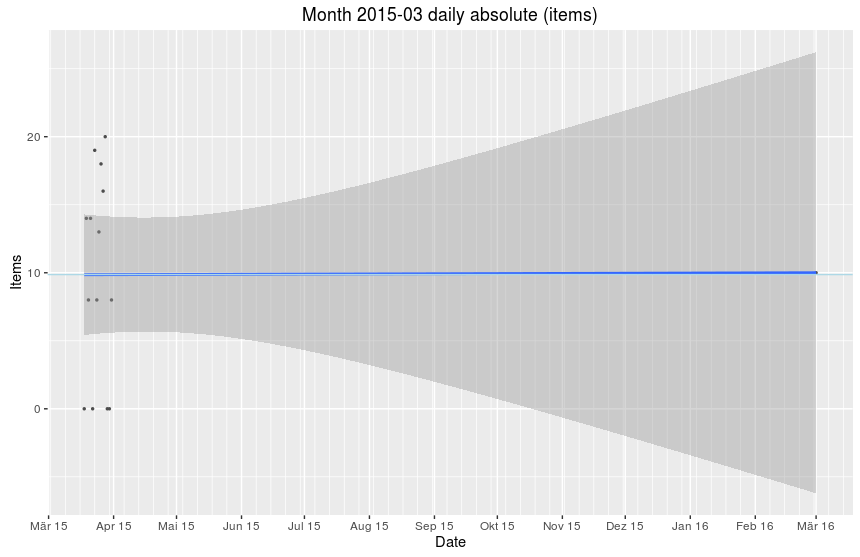 Month 2015-03 daily absolute (items)
Items
20
10
0
Mär 15 Apr 15 Mai 15 Jun 15 Jul 15 Aug 15 Sep 15 Okt 15 Nov 15 Dez 15 Jan 16 Feb 16 Mär 16
Date